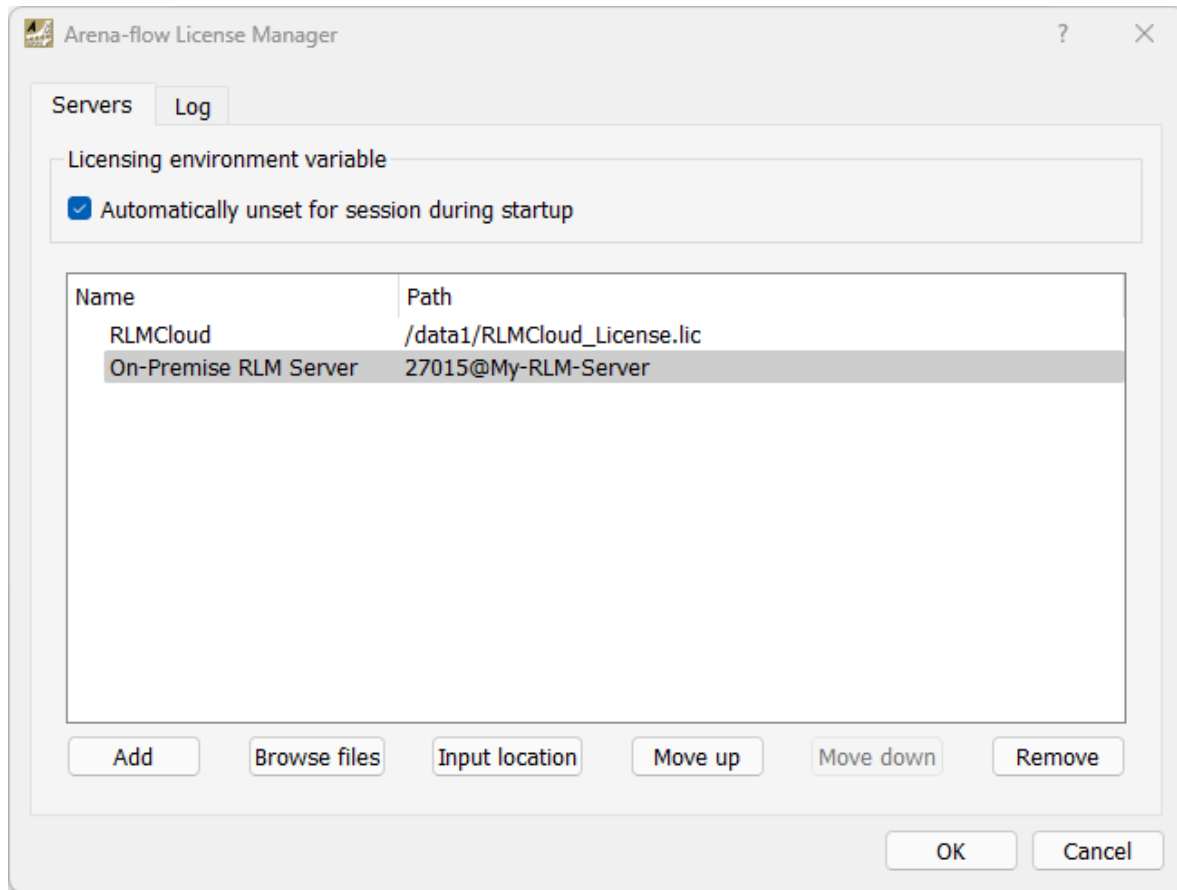 Arena-flow License Manager ?
Servers Log
Licensing environment variable
Automatically unset for session during startup
Name Path
RLMCloud /data1/RLMCloud_License.lic
On-Premise RLM Server 27015@My-RLM-Server
Add Browse files Input location Move up Move down Remove
OK Cancel